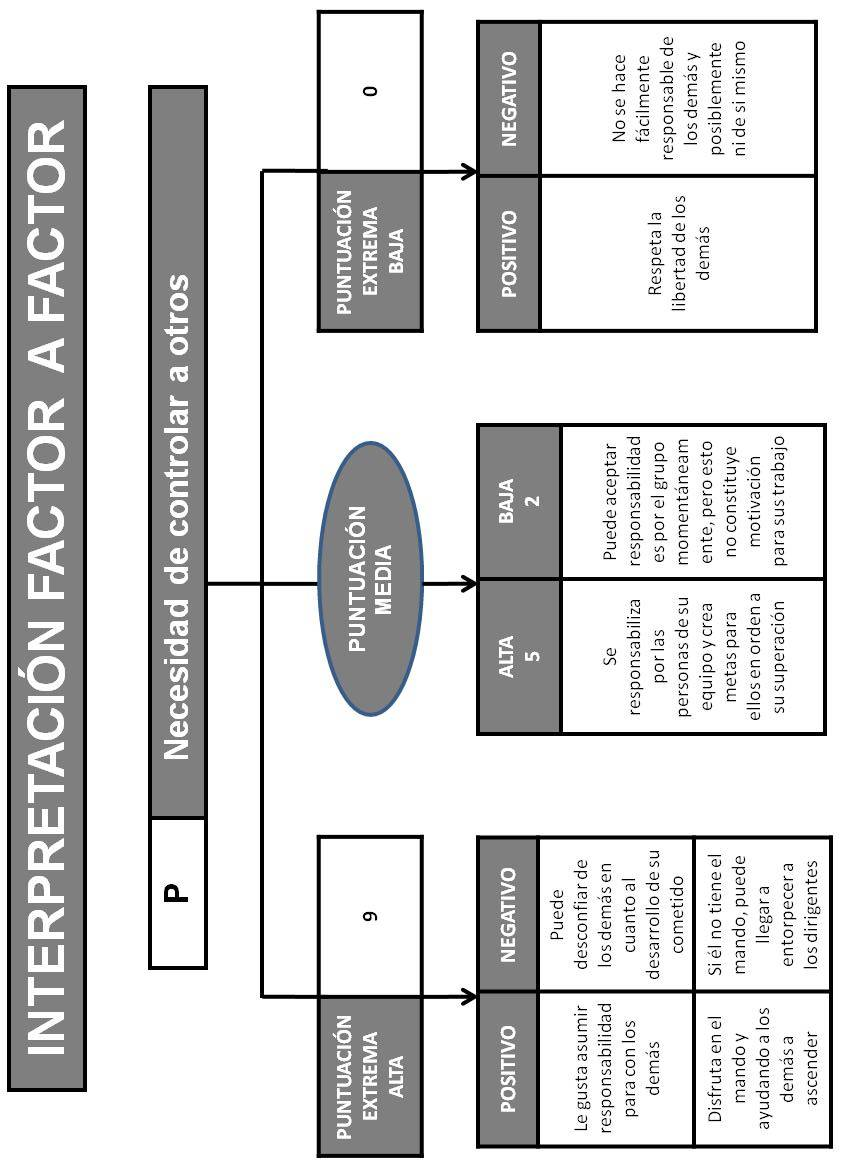 INTERPRETACIÓN FACTOR A FACTOR
P
Necesidad de controlar a otros
PUNTUACIÓN
EXTREMA
ALTA
9
POSITIVO
NEGATIVO
Le gusta asumir
responsabilidad
para con los
demás
Puede
desconfiar de
los demás en
cuanto al
desarrollo de su
cometido
Disfruta en el
mando y
ayudando a los
demás a
ascender
Si él no tiene el
mando, puede
llegar a
entorpecer a
los dirigentes
PUNTUACIÓN
MEDIA
ALTA
5
BAJA
2
Se
responsabiliza
por las
personas de su
equipo y crea
metas para
ellos en orden a
su superación
Puede aceptar
responsabilidad
es por el grupo
momentáneam
ente, pero esto
no constituye
motivación
para sus trabajo
PUNTUACIÓN
EXTREMA
BAJA
0
POSITIVO
NEGATIVO
Respeta la
libertad de los
demás
No se hace
fácilmente
responsable de
los demás y
posiblemente
ni de si mismo